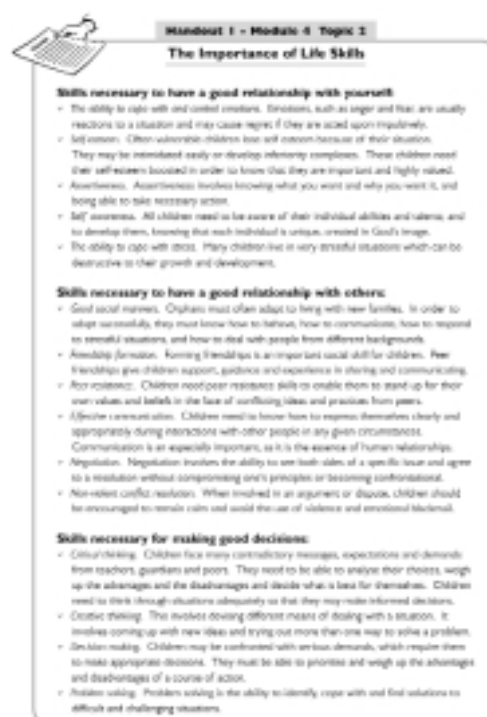 Handout 1 - Module 4 Topic 2
The Importance of Life Skills
Skills necessary to have a good relationship with yourself:
The ability to cope with and control emotions. Emotions, such as anger and fear, are usually
reactions to a situation and may cause regret if they are acted upon impulsively.
Self esteem. Often vulnerable children lose self esteem because of their situation.
They may be intimidated easily or develop inferiority complexes. These children need
their self-esteem boosted in order to know that they are important and highly valued.
Assertiveness. Assertiveness involves knowing what you want and why you want it, and
being able to take necessary action.
Self awareness. All children need to be aware of their individual abilities and talents; and
to develop them, knowing that each individual is unique, created in God's image.
The ability to cope with stress. Many children live in very stressful situations which can be
destructive to their growth and development.
Skills necessary to have a good relationship with others:
Good social manners. Orphans must often adapt to living with new families. In order to
adapt successfully, they must know how to behave, how to communicate, how to respond
to stressful situations, and how to deal with people from different backgrounds.
Friendship formation. Forming friendships is an important social skill for children. Peer
friendships give children support, guidance and experience in sharing and communicating.
Peer resistance. Children need peer resistance skills to enable them to stand up for their
own values and beliefs in the face of conflicting ideas and practices from peers.
Effective communication. Children need to know how to express themselves clearly and
appropriately during interactions with other people in any given circumstances.
Communication is an especially important, as it is the essence of human relationships.
Negotiation. Negotiation involves the ability to see both sides of a specific issue and agree
to a resolution without compromising one's principles or becoming confrontational.
Non-violent conflict resolution. When involved in an argument or dispute, children should
be encouraged to remain calm and avoid the use of violence and emotional blackmail.
Skills necessary for making good decisions:
Critical thinking. Children face many contradictory messages, expectations and demands
from teachers, guardians and peers. They need to be able to analyse their choices, weigh
up the advantages and the disadvantages and decide what is best for themselves. Children
need to think through situations adequately so that they may make informed decisions.
Creative thinking. This involves devising different means of dealing with a situation. It
involves coming up with new ideas and trying out more than one way to solve a problem.
Decision making. Children may be confronted with serious demands, which require them
to make appropriate decisions. They must be able to prioritise and weigh up the advantages
and disadvantages of a course of action.
Problem solving. Problem solving is the ability to identify, cope with and find solutions to
difficult and challenging situations.